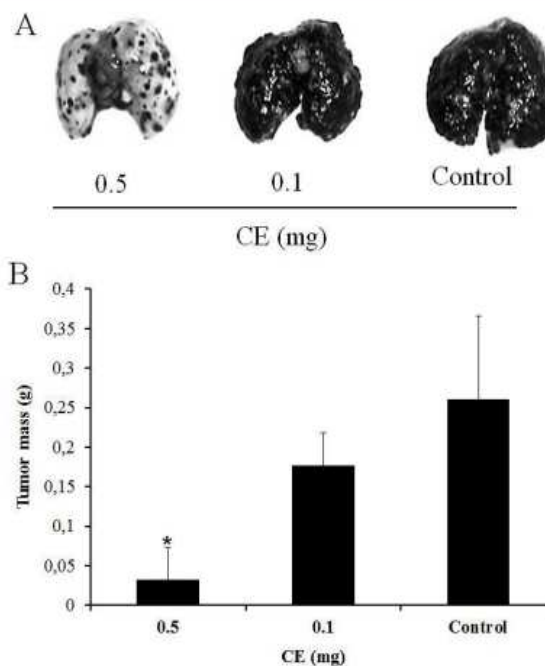 A
0.5 0.1 Control
CE (mg)
B
0,4
0,35
0,3
0,25
0,2
0,15
0,1
0,05
0
Tumor mass (g)
*
0.5 0.1 Control
CE (mg)